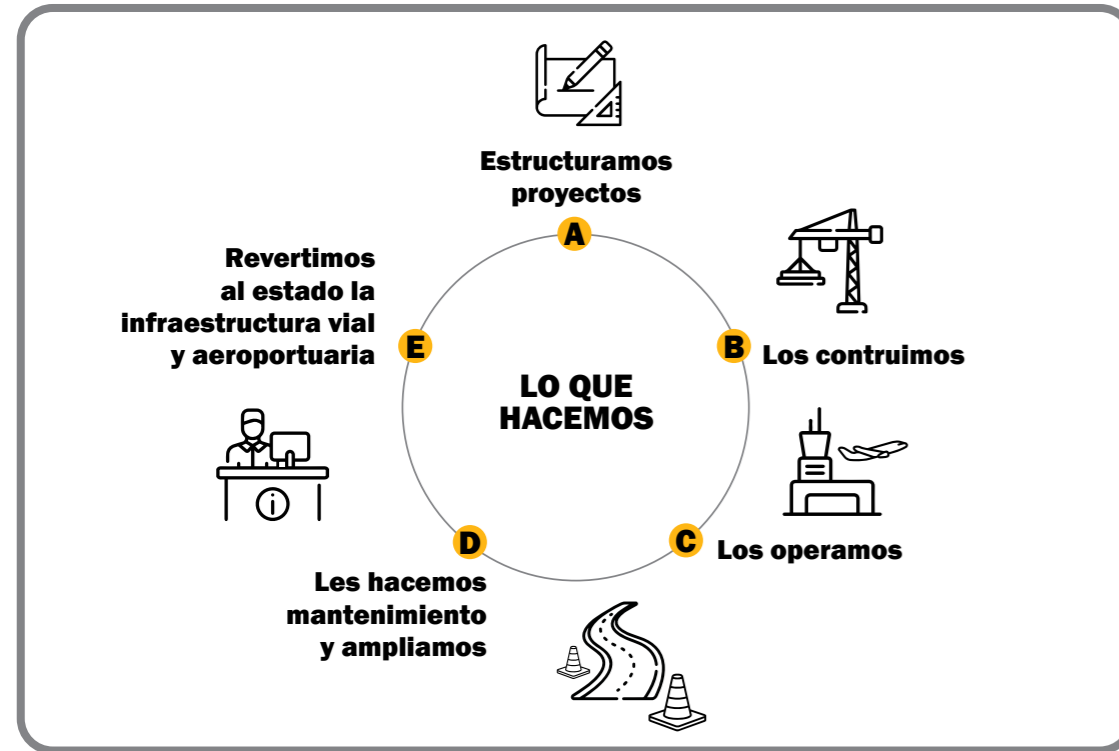 Estructuramos
proyectos
A
Revertimos
al estado la
infraestructura vial
y aeroportuaria
E
B
Los contruimos
LO QUE
HACEMOS
C
Los operamos
D
Les hacemos
mantenimiento
y ampliamos
i